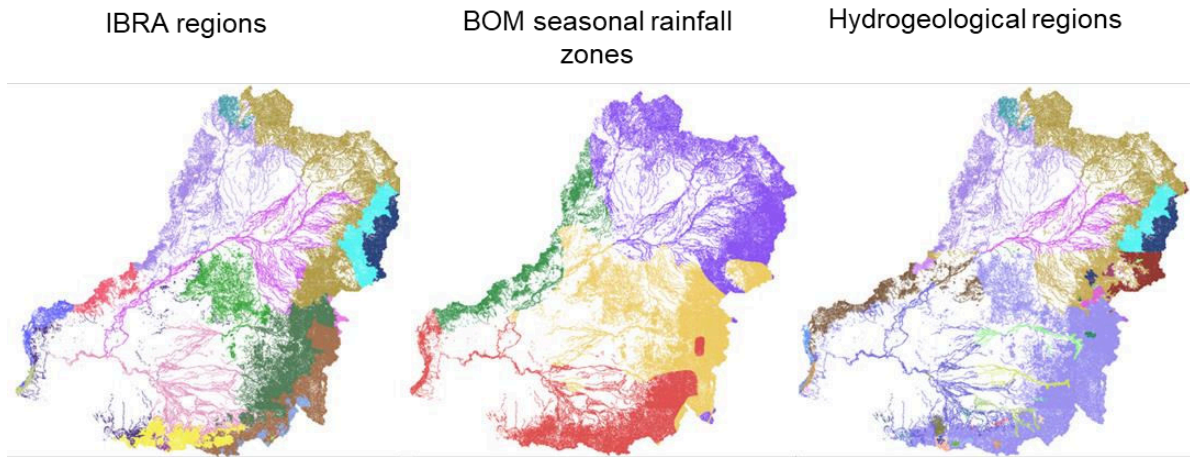 IBRA regions
BOM seasonal rainfall
zones
Hydrogeological regions